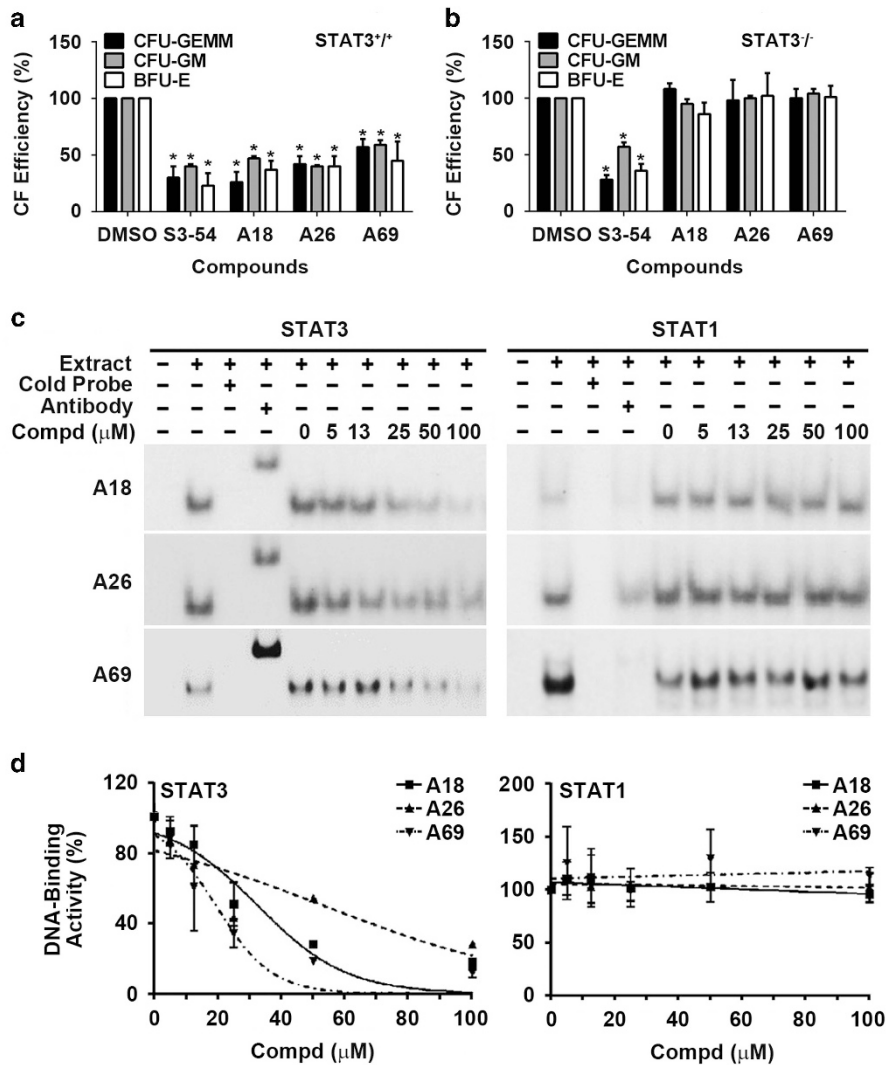 a
STAT3+/+
CFU-GEMM
CFU-GM
BFU-E
CF Efficiency (%)
150
100
50
0
* * * * * * * * * * * *
DMSO S3-54 A18 A26 A69
Compounds
b
STAT3-/-
CFU-GEMM
CFU-GM
BFU-E
CF Efficiency (%)
150
100
50
0
* * *
DMSO S3-54 A18 A26 A69
Compounds
c
STAT3 STAT1
Extract – + + + + + + + + + – + + + + + + + + +
Cold Probe – – + – – – – – – – – – + – – – – – – –
Antibody – – – + – – – – – – – – – + – – – – – –
Compd (μM) – – – – 0 5 13 25 50 100 – – – – 0 5 13 25 50 100
A18
A26
A69
d
STAT3
A18
A26
A69
DNA-Binding
Activity (%)
120
80
40
0
0 20 40 60 80 100
Compd (μM)
STAT1
A18
A26
A69
200
150
100
50
0
0 20 40 60 80 100
Compd (μM)